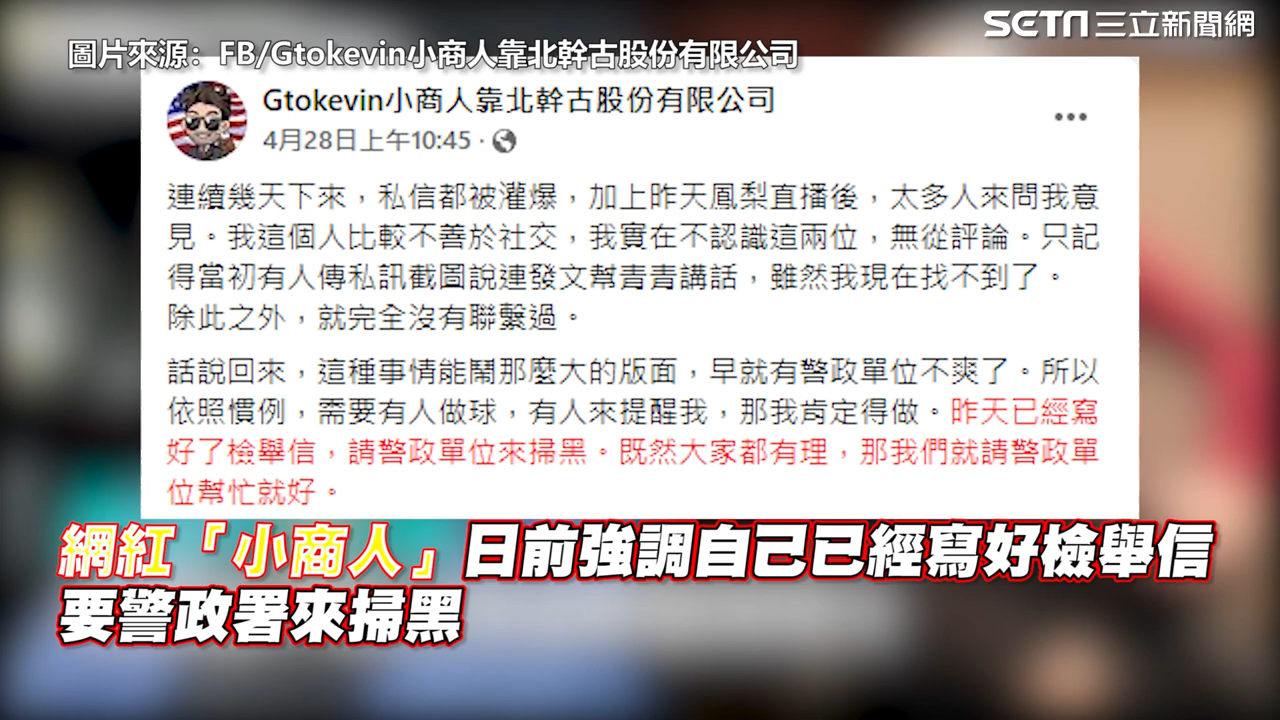 SETN三立新聞網
圖片來源：FB/Gtokevin小商人靠北幹古股份有限公司
Gtokevin小商人靠北幹古股份有限公司
4月28日上午10:45 ·
連續幾天下來，私信都被灌爆，加上昨天鳳梨直播後，太多人來問我意
見。我這個人比較不善於社交，我實在不認識這兩位，無從評論。只記
得當初有人傳私訊截圖說連發文幫青青講話，雖然我現在找不到了。
除此之外，就完全沒有聯繫過。
話說回來，這種事情能鬧那麼大的版面，早就有警政單位不爽了。所以
依照慣例，需要有人做球，有人來提醒我，那我肯定得做。昨天已經寫
好了檢舉信，請警政單位來掃黑。既然大家都有理，那我們就請警政單
位幫忙就好。
網紅「小商人」日前強調自己已經寫好檢舉信
要警政署來掃黑